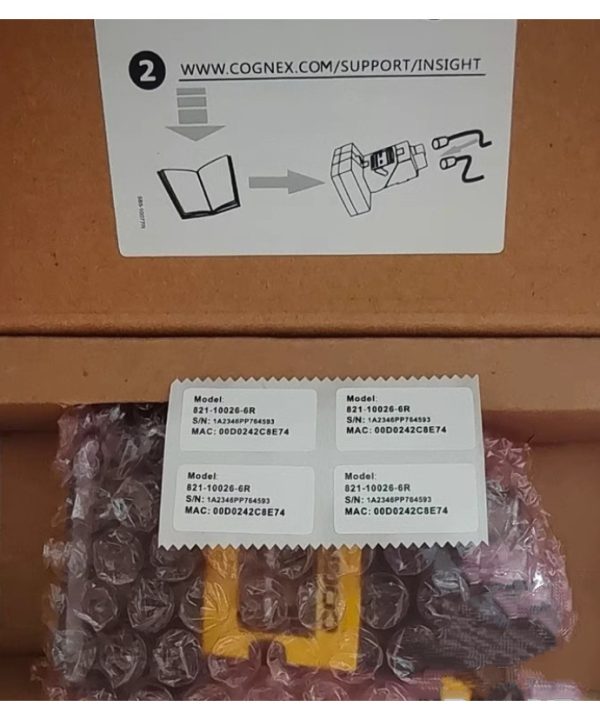 2
WWW.COGNEX.COM/SUPPORT/INSIGHT
Model:
821-10026-6R
S/N: 1A2346PP764593
MAC: 00D0242C8E74
Model:
821-10026-6R
S/N: 1A2346PP764593
MAC: 00D0242C8E74
Model:
821-10026-6R
S/N: 1A2346PP764593
MAC: 00D0242C8E74
Model:
821-10026-6R
S/N: 1A2346PP764593
MAC: 00D0242C8E74